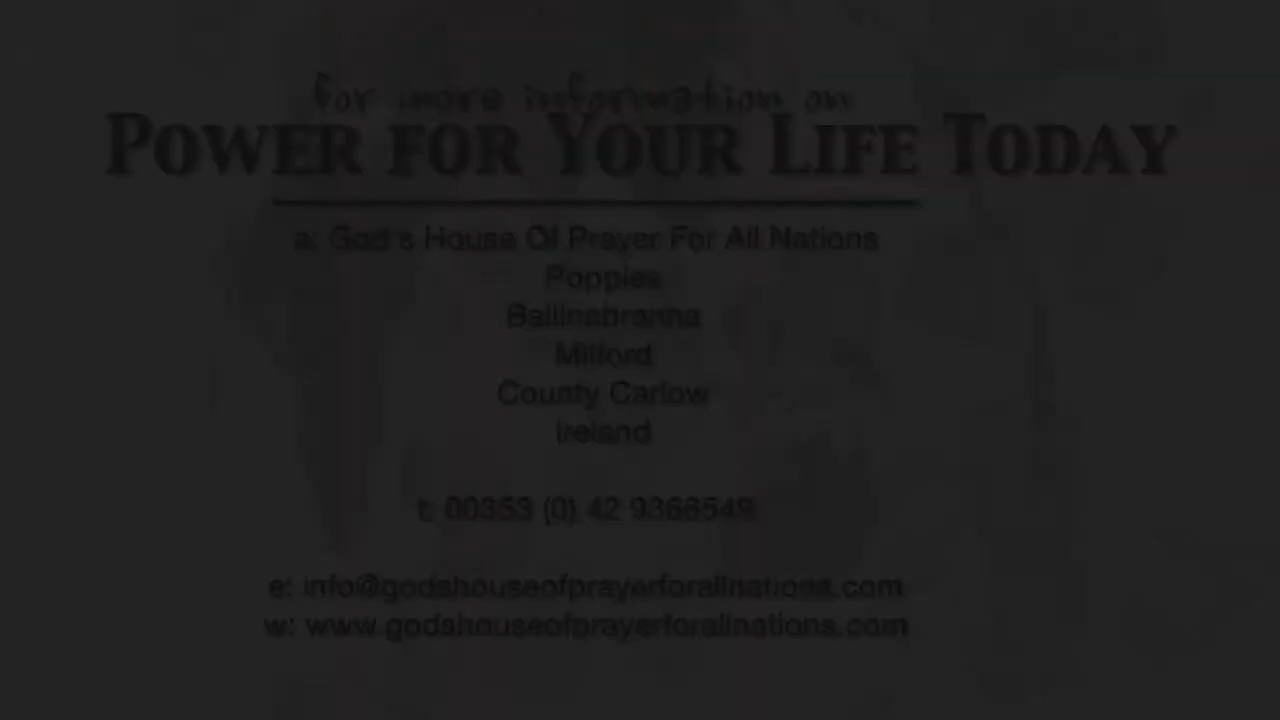 for more information on
POWER FOR YOUR LIFE TODAY
a: God's House Of Prayer For All Nations
Poppies
Ballinabranna
Milford
County Carlow
Ireland
t: 00353 (0) 42 9366549
e: info@godshouseofprayerforallnations.com
w: www.godshouseofprayerforallnations.com